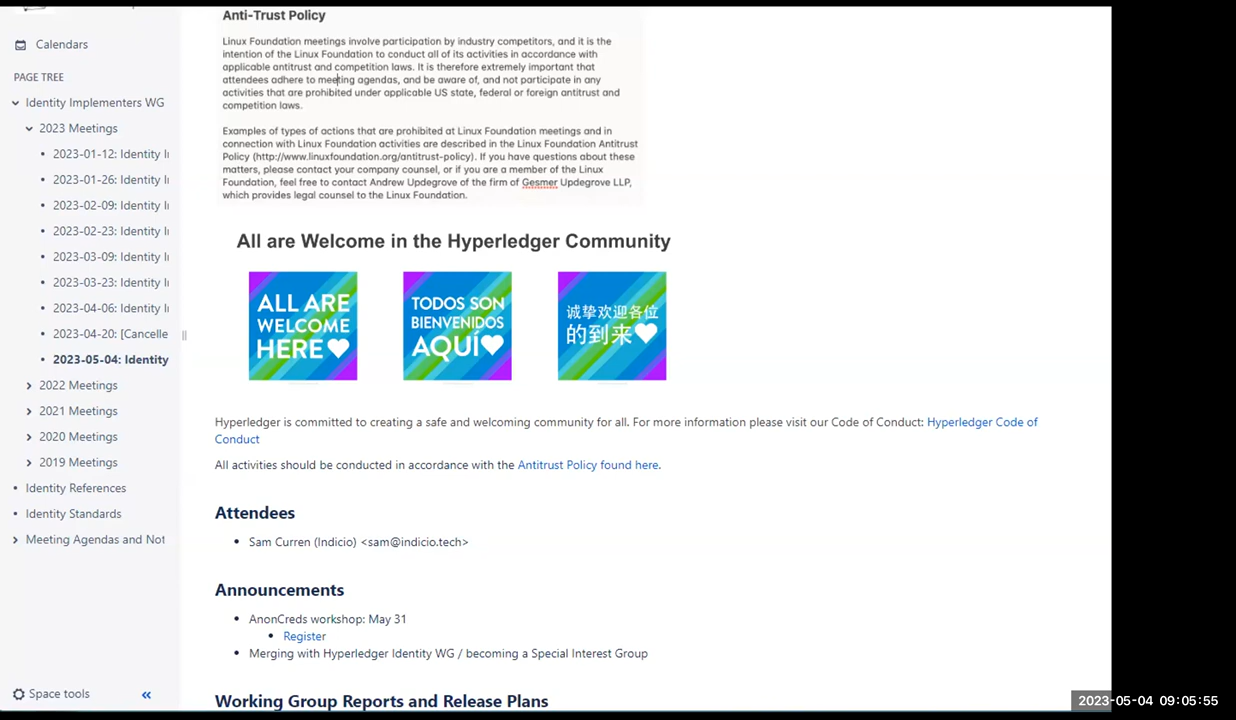 Calendars
PAGE TREE
Identity Implementers WG
2023 Meetings
2023-01-12: Identity I
2023-01-26: Identity I
2023-02-09: Identity I
2023-02-23: Identity I
2023-03-09: Identity I
2023-03-23: Identity I
2023-04-06: Identity I
2023-04-20: [Cancelle
2023-05-04: Identity
2022 Meetings
2021 Meetings
2020 Meetings
2019 Meetings
Identity References
Identity Standards
Meeting Agendas and Not
Space tools
Anti-Trust Policy
Linux Foundation meetings involve participation by industry competitors, and it is the
intention of the Linux Foundation to conduct all of its activities in accordance with
applicable antitrust and competition laws. It is therefore extremely important that
attendees adhere to meeting agendas, and be aware of, and not participate in any
activities that are prohibited under applicable US state, federal or foreign antitrust and
competition laws.
Examples of types of actions that are prohibited at Linux Foundation meetings and in
connection with Linux Foundation activities are described in the Linux Foundation Antitrust
Policy (http://www.linuxfoundation.org/antitrust-policy). If you have questions about these
matters, please contact your company counsel, or if you are a member of the Linux
Foundation, feel free to contact Andrew Updegrove of the firm of Gesmer Updegrove LLP,
which provides legal counsel to the Linux Foundation.
All are Welcome in the Hyperledger Community
ALL ARE
WELCOME
HERE
TODOS SON
BIENVENIDOS
AQUÍ
诚挚欢迎各位
的到来
Hyperledger is committed to creating a safe and welcoming community for all. For more information please visit our Code of Conduct: Hyperledger Code of
Conduct
All activities should be conducted in accordance with the Antitrust Policy found here.
Attendees
Sam Curren (Indicio) <sam@indicio.tech>
Announcements
AnonCreds workshop: May 31
Register
Merging with Hyperledger Identity WG / becoming a Special Interest Group
Working Group Reports and Release Plans
2023-05-04 09:05:55